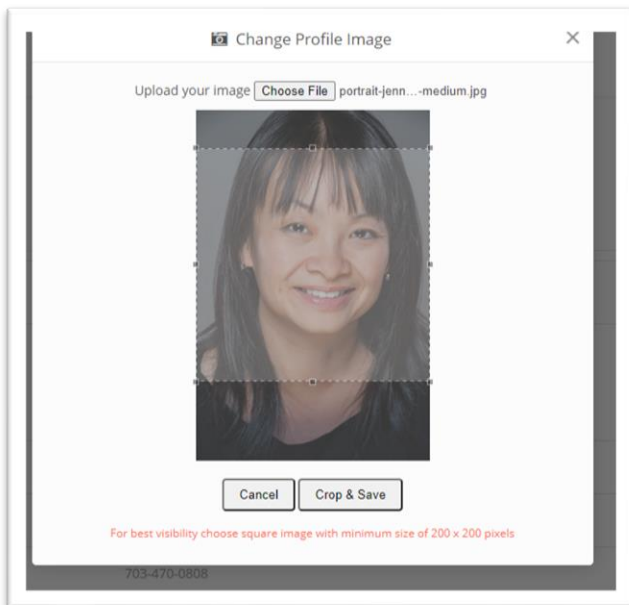 Change Profile Image
Upload your image Choose File portrait-jenn...-medium.jpg
Cancel Crop & Save
For best visibility choose square image with minimum size of 200 x 200 pixels
703-470-0808